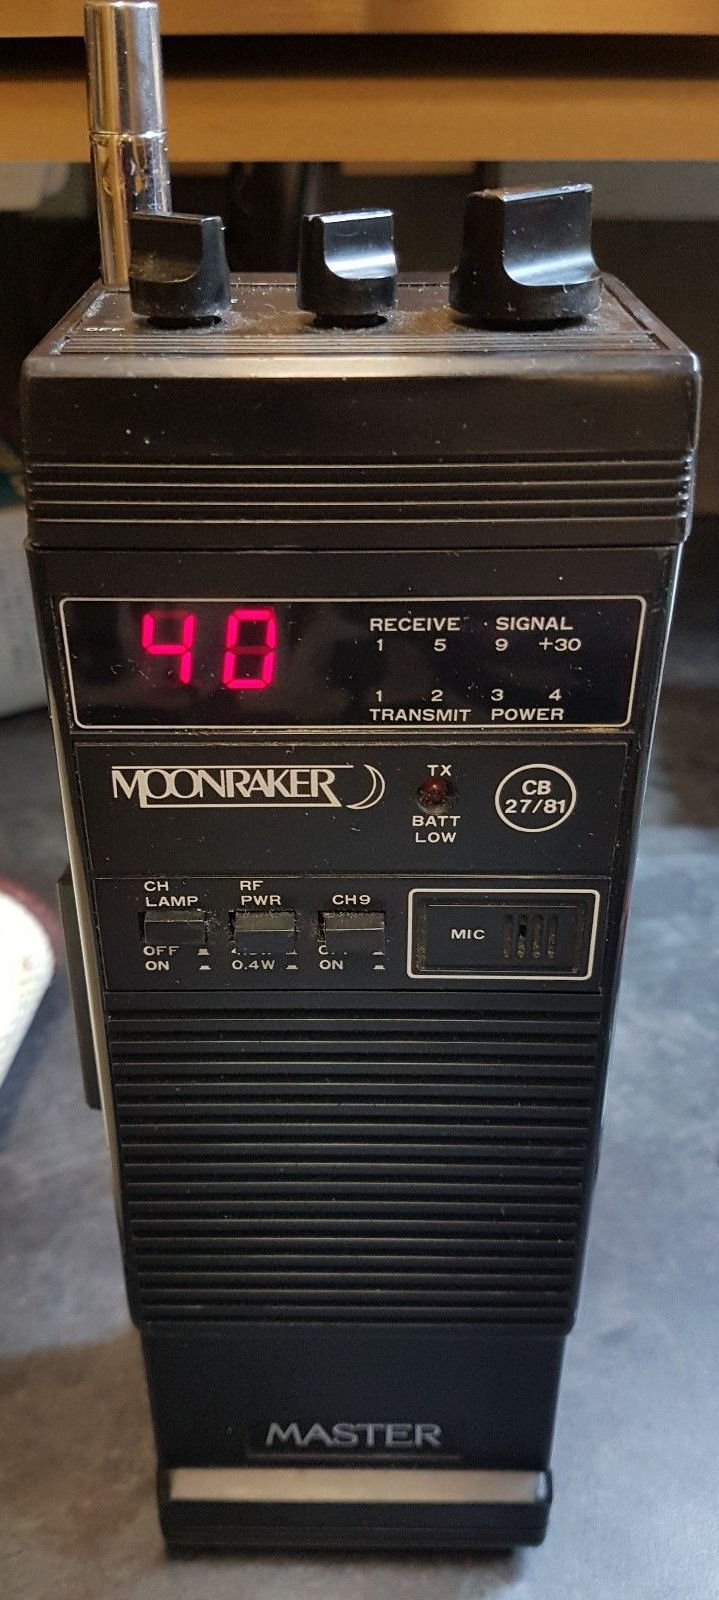 OFF
40
RECEIVE SIGNAL
1 5 9 +30
1 2 3 4
TRANSMIT POWER
MOONRAKER
TX
BATT
LOW
CB
27/81
CH
LAMP
RF
PWR
CH9
OFF
ON
0.4W
ON
MIC
MASTER